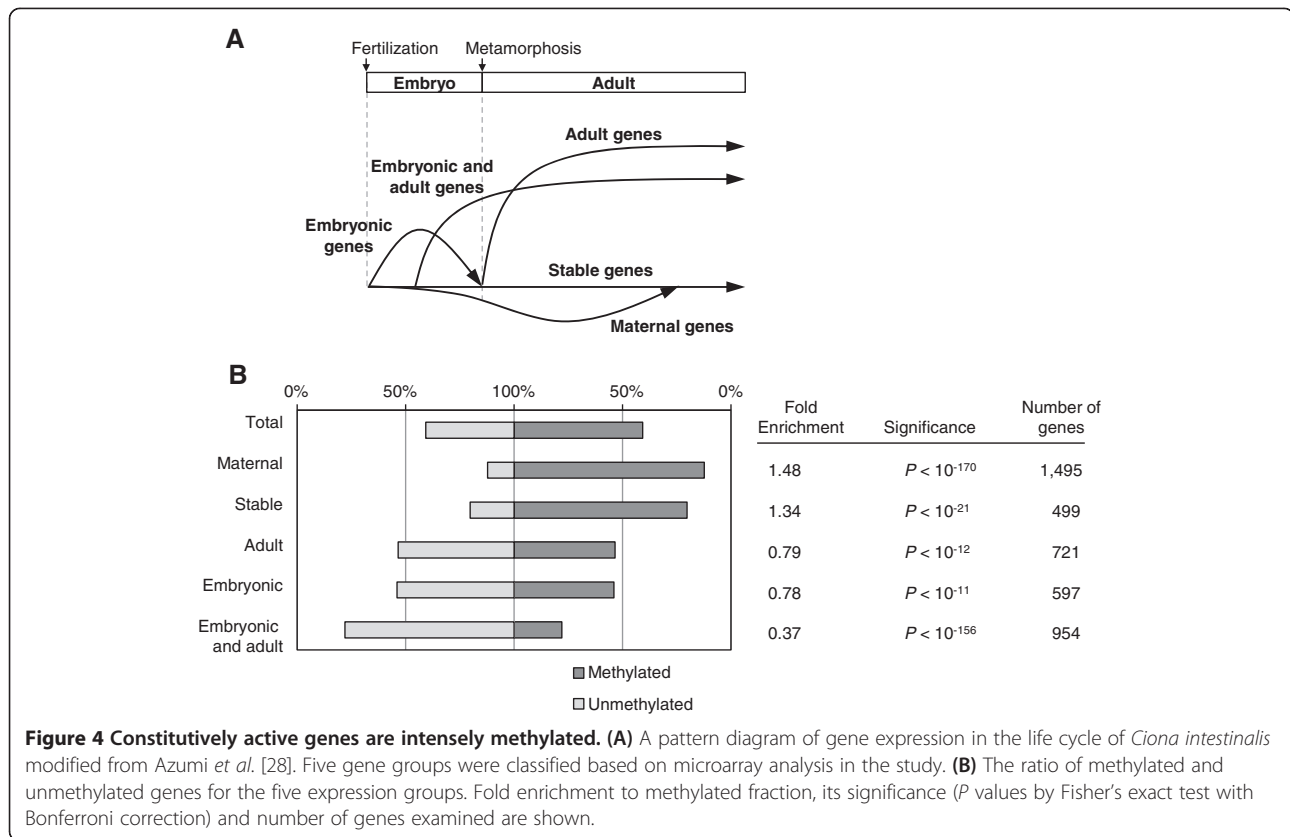 A
Fertilization Metamorphosis
Embryo Adult
Adult genes
Embryonic and
adult genes
Embryonic
genes
Stable genes
Maternal genes
B
0% 50% 100% 50% 0%
Fold
Enrichment Significance Number of
genes
Total
Maternal 1.48 P < 10-170 1,495
Stable 1.34 P < 10-21 499
Adult 0.79 P < 10-12 721
Embryonic 0.78 P < 10-11 597
Embryonic
and adult 0.37 P < 10-156 954
Methylated
Unmethylated
Figure 4 Constitutively active genes are intensely methylated. (A) A pattern diagram of gene expression in the life cycle of Ciona intestinalis
modified from Azumi et al. [28]. Five gene groups were classified based on microarray analysis in the study. (B) The ratio of methylated and
unmethylated genes for the five expression groups. Fold enrichment to methylated fraction, its significance (P values by Fisher's exact test with
Bonferroni correction) and number of genes examined are shown.